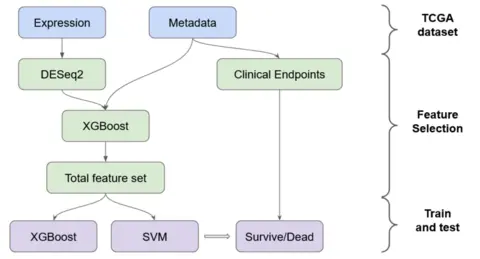 Expression
Metadata
TCGA
dataset
DESeq2
Clinical Endpoints
XGBoost
Feature
Selection
Total feature set
XGBoost
SVM
Survive/Dead
Train
and test